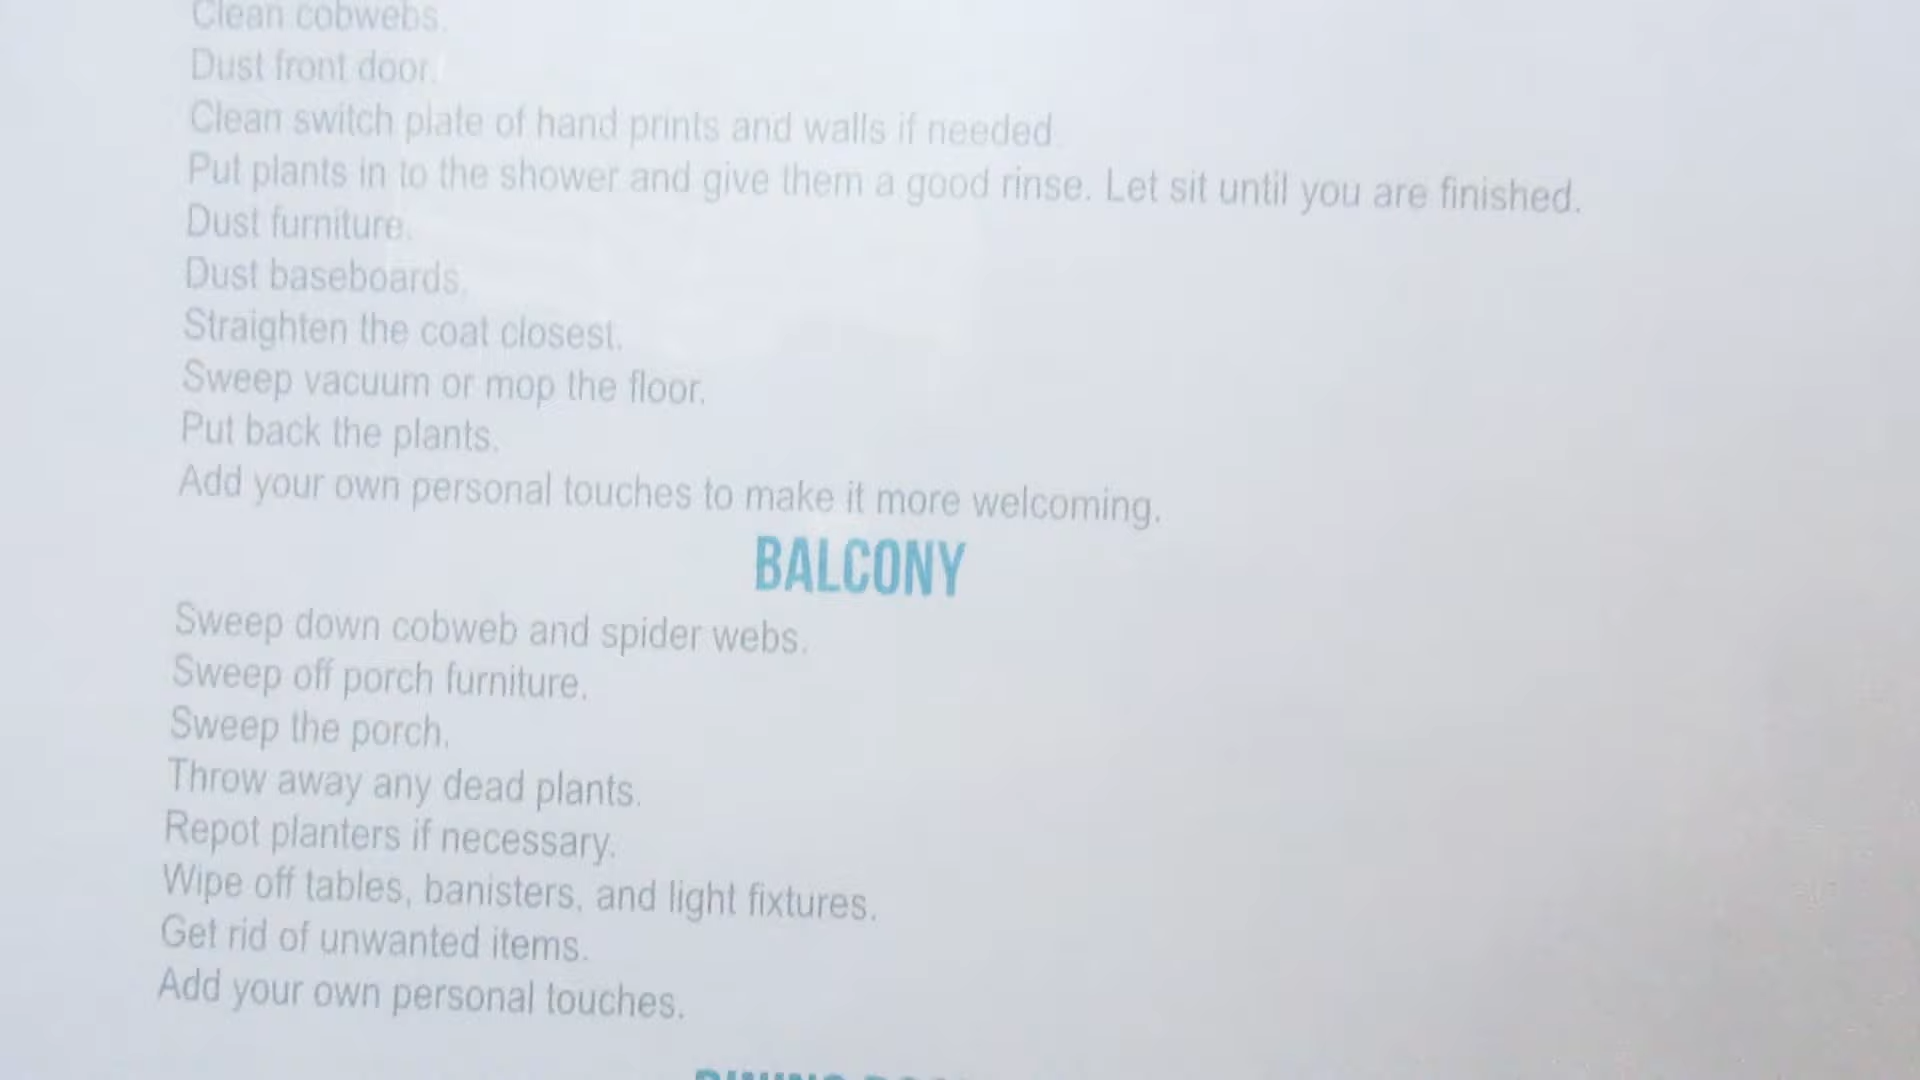 Clean cobwebs.
Dust front door.
Clean switch plate of hand prints and walls if needed
Put plants in to the shower and give them a good rinse. Let sit until you are finished.
Dust furniture.
Dust baseboards.
Straighten the coat closest.
Sweep vacuum or mop the floor.
Put back the plants.
Add your own personal touches to make it more welcoming.
BALCONY
Sweep down cobweb and spider webs.
Sweep off porch furniture.
Sweep the porch.
Throw away any dead plants.
Repot planters if necessary.
Wipe off tables, banisters, and light fixtures.
Get rid of unwanted items.
Add your own personal touches.